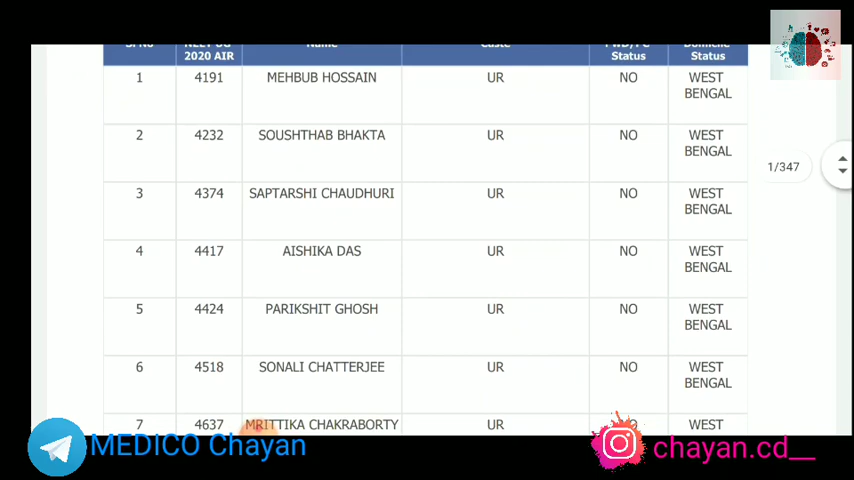 Sl No NEET UG Name Caste PWD/PC Domicile
2020 AIR Status Status
1 4191 MEHBUB HOSSAIN UR NO WEST
BENGAL
2 4232 SOUSHTHAB BHAKTA UR NO WEST
BENGAL
1/347
3 4374 SAPTARSHI CHAUDHURI UR NO WEST
BENGAL
4 4417 AISHIKA DAS UR NO WEST
BENGAL
5 4424 PARIKSHIT GHOSH UR NO WEST
BENGAL
6 4518 SONALI CHATTERJEE UR NO WEST
BENGAL
7 4637 MRITTIKA CHAKRABORTY UR WEST
MEDICO Chayan
chayan.cd__